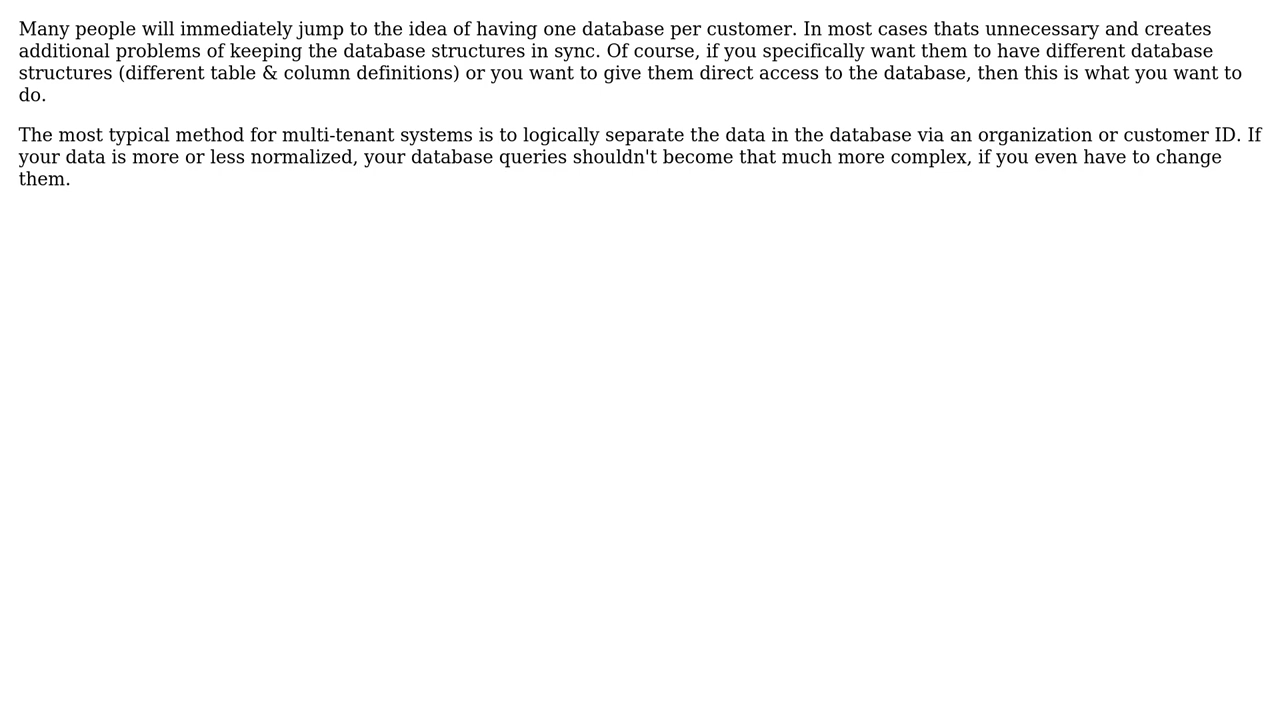 Many people will immediately jump to the idea of having one database per customer. In most cases thats unnecessary and creates
additional problems of keeping the database structures in sync. Of course, if you specifically want them to have different database
structures (different table & column definitions) or you want to give them direct access to the database, then this is what you want to
do.
The most typical method for multi-tenant systems is to logically separate the data in the database via an organization or customer ID. If
your data is more or less normalized, your database queries shouldn't become that much more complex, if you even have to change
them.